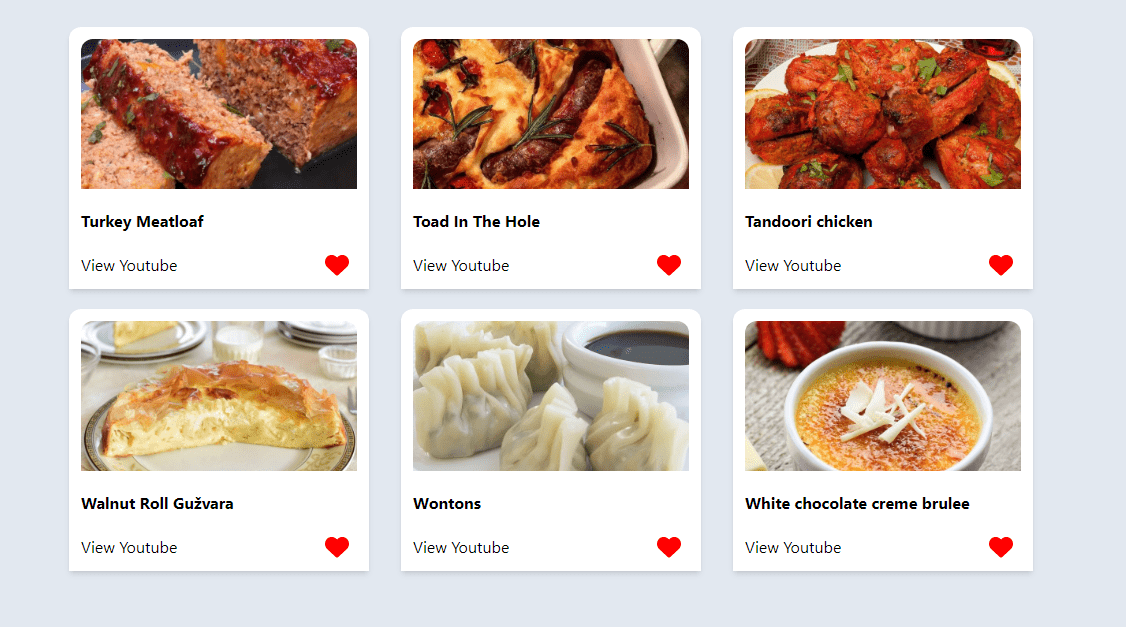 Turkey Meatloaf
Toad In The Hole
Tandoori chicken
View Youtube
View Youtube
View Youtube
Walnut Roll Gužvara
Wontons
White chocolate creme brulee
View Youtube
View Youtube
View Youtube